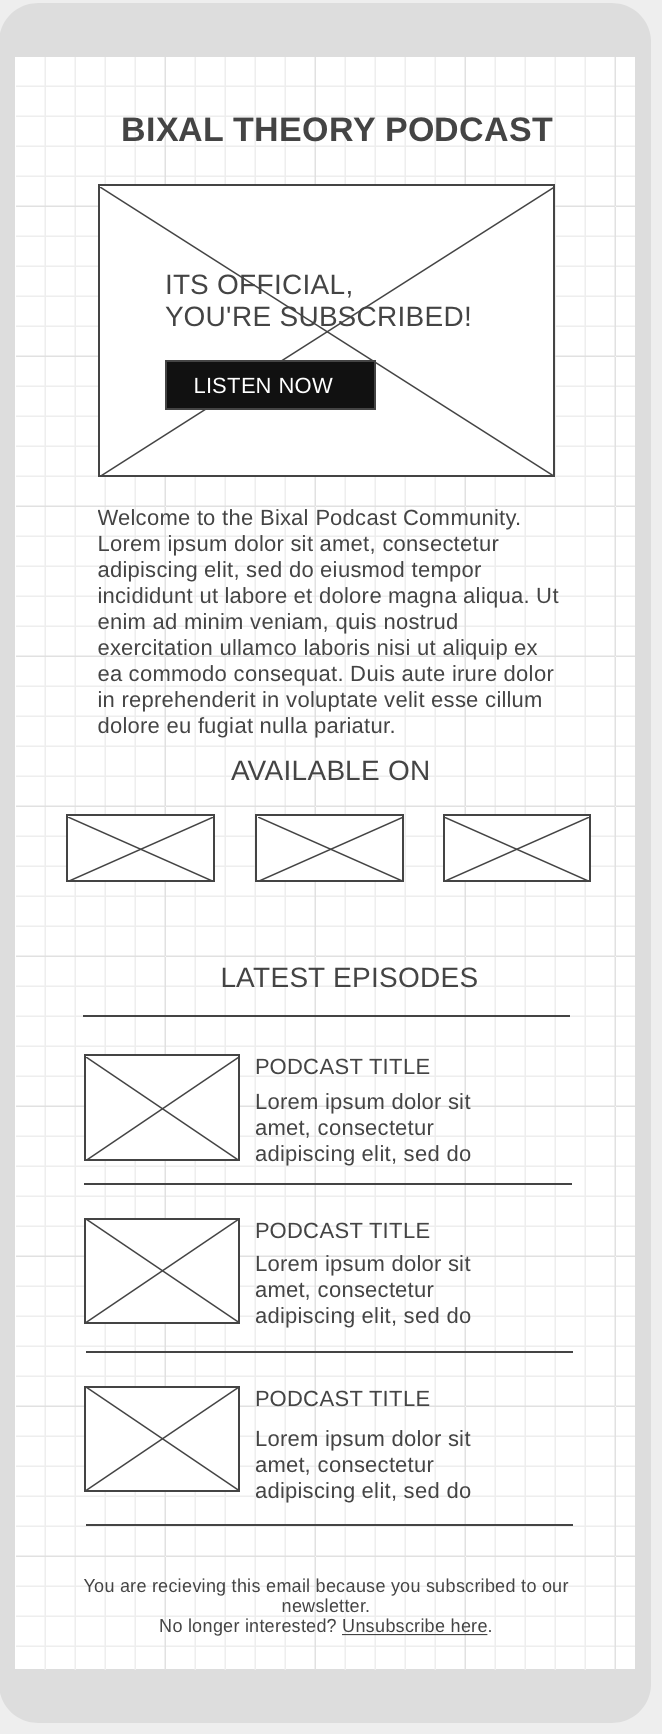 BIXAL THEORY PODCAST
ITS OFFICIAL,
YOU'RE SUBSCRIBED!
LISTEN NOW
Welcome to the Bixal Podcast Community.
Lorem ipsum dolor sit amet, consectetur
adipiscing elit, sed do eiusmod tempor
incididunt ut labore et dolore magna aliqua. Ut
enim ad minim veniam, quis nostrud
exercitation ullamco laboris nisi ut aliquip ex
ea commodo consequat. Duis aute irure dolor
in reprehenderit in voluptate velit esse cillum
dolore eu fugiat nulla pariatur.
AVAILABLE ON
LATEST EPISODES
PODCAST TITLE
Lorem ipsum dolor sit
amet, consectetur
adipiscing elit, sed do
PODCAST TITLE
Lorem ipsum dolor sit
amet, consectetur
adipiscing elit, sed do
PODCAST TITLE
Lorem ipsum dolor sit
amet, consectetur
adipiscing elit, sed do
You are recieving this email because you subscribed to our
newsletter.
No longer interested? Unsubscribe here.